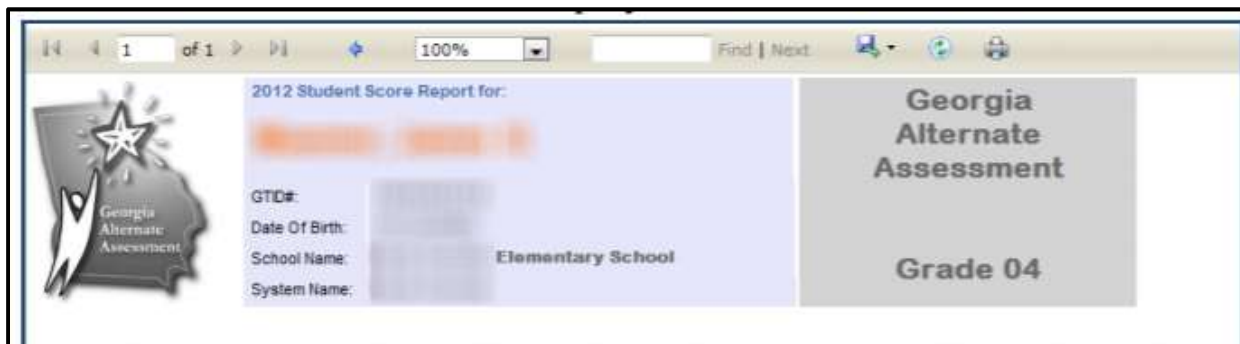 1 of 1 100% Find | Next
2012 Student Score Report for:
GTID#:
Date Of Birth:
School Name: Elementary School
System Name:
Georgia
Alternate
Assessment
Grade 04
Georgia
Alternate
Assessment